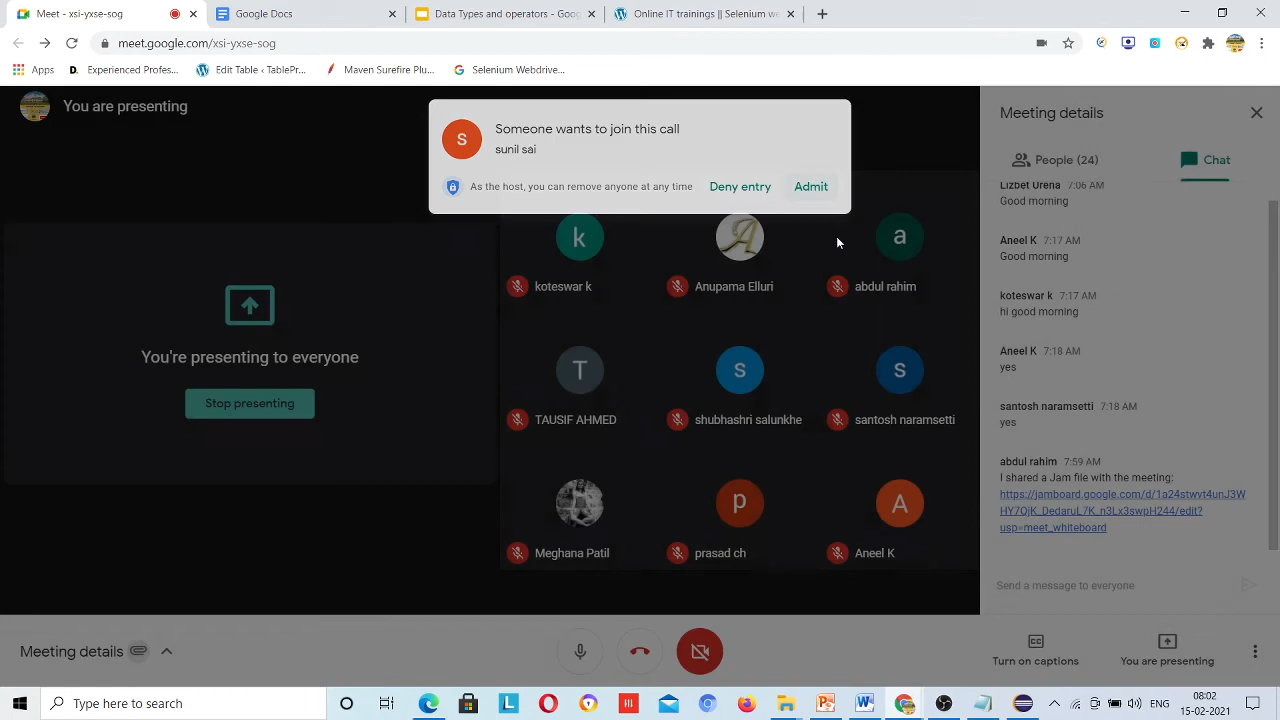 Meet - xsi-yxse-sog
Google Docs
Data Types and operators - Goo
Online IT trainings || Selenium we
meet.google.com/xsi-yxse-sog
Apps
D. Experienced Profes...
Edit Table ‹ TablePr...
Maven Surefire Plu...
Selenium Webdrive...
You are presenting
S
Someone wants to join this call
sunil sai
As the host, you can remove anyone at any time
Deny entry
Admit
Meeting details
People (24)
Chat
Lizbet Urena 7:06 AM
Good morning
Aneel K 7:17 AM
Good morning
koteswar k 7:17 AM
hi good morning
Aneel K 7:18 AM
yes
santosh naramsetti 7:18 AM
yes
abdul rahim 7:59 AM
I shared a Jam file with the meeting:
https://jamboard.google.com/d/1a24stwvt4unJ3W
HY7QjK_DedaruL7K_n3Lx3swpH244/edit?
usp=meet_whiteboard
Send a message to everyone
You're presenting to everyone
Stop presenting
k
koteswar k
A
Anupama Elluri
a
abdul rahim
T
TAUSIF AHMED
s
shubhashri salunkhe
s
santosh naramsetti
Meghana Patil
p
prasad ch
A
Aneel K
Meeting details
CC
Turn on captions
You are presenting
Type here to search
L
ENG
08:02
15-02-2021